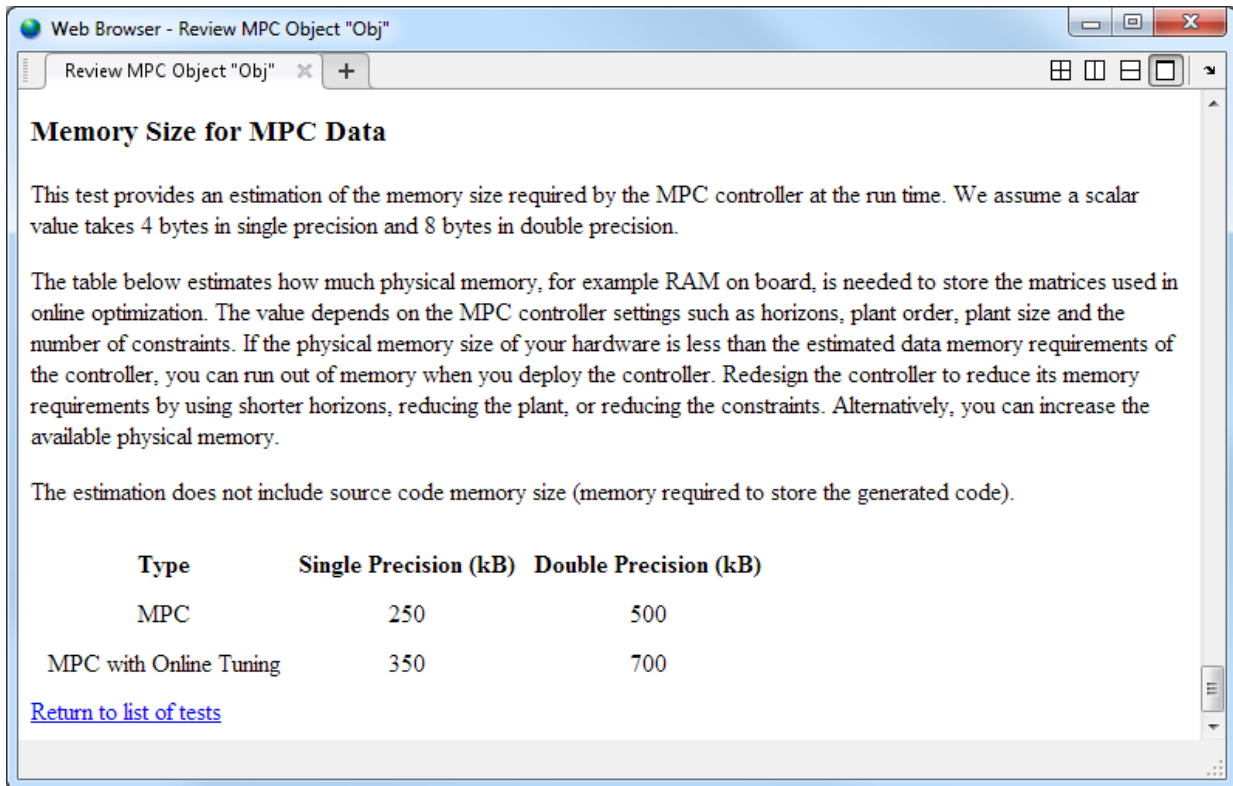 Web Browser - Review MPC Object "Obj"
Review MPC Object "Obj"
Memory Size for MPC Data
This test provides an estimation of the memory size required by the MPC controller at the run time. We assume a scalar
value takes 4 bytes in single precision and 8 bytes in double precision.
The table below estimates how much physical memory, for example RAM on board, is needed to store the matrices used in
online optimization. The value depends on the MPC controller settings such as horizons, plant order, plant size and the
number of constraints. If the physical memory size of your hardware is less than the estimated data memory requirements of
the controller, you can run out of memory when you deploy the controller. Redesign the controller to reduce its memory
requirements by using shorter horizons, reducing the plant, or reducing the constraints. Alternatively, you can increase the
available physical memory.
The estimation does not include source code memory size (memory required to store the generated code).
Type Single Precision (kB) Double Precision (kB)
MPC 250 500
MPC with Online Tuning 350 700
Return to list of tests